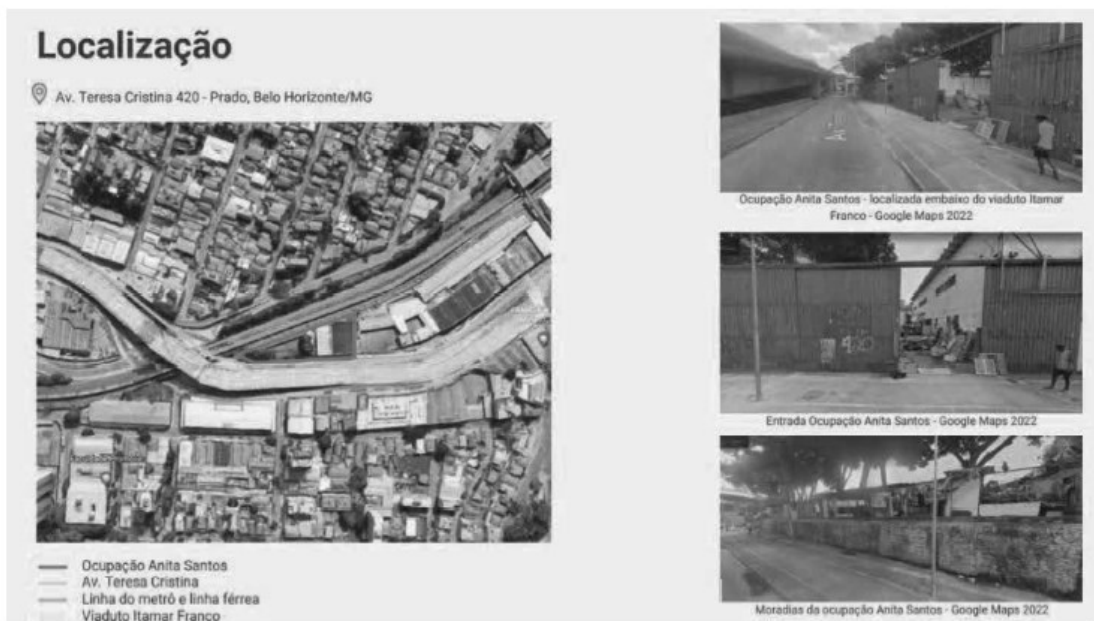 Localização
Av. Teresa Cristina 420 - Prado, Belo Horizonte/MG
Ocupação Anita Santos
Av. Teresa Cristina
Linha do metrô e linha férrea
Viaduto Itamar Franco
Ocupação Anita Santos - localizada embaixo do viaduto Itamar
Franco - Google Maps 2022
420
Entrada Ocupação Anita Santos - Google Maps 2022
Moradias da ocupação Anita Santos - Google Maps 2022